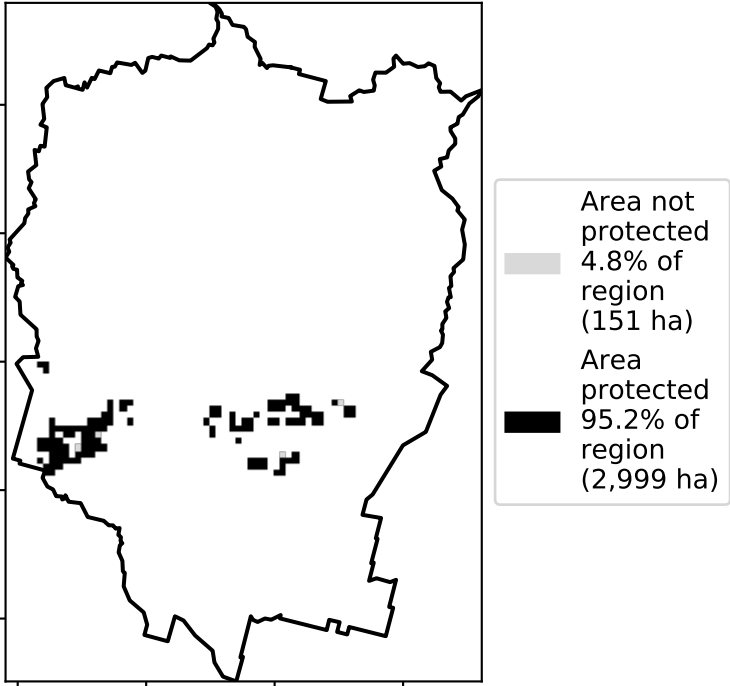 Area not
protected
4.8% of
region
(151 ha)
Area
protected
95.2% of
region
(2,999 ha)